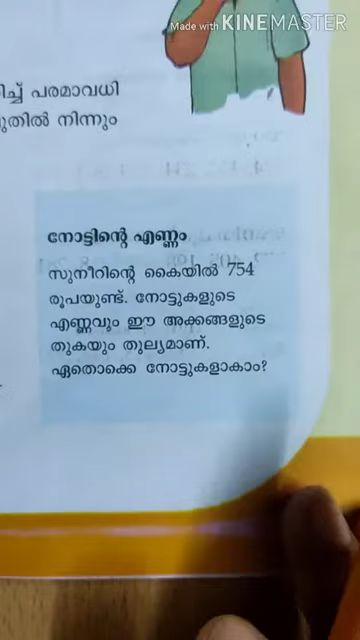 Made with KINEMASTER
ിച്ച് പരമാവധി
ുതിൽ നിന്നും
നോട്ടിന്റെ എണ്ണം
സുനീറിന്റെ കൈയിൽ 754
രൂപയുണ്ട്. നോട്ടുകളുടെ
എണ്ണവും ഈ അക്കങ്ങളുടെ
തുകയും തുല്യമാണ്.
ഏതൊക്കെ നോട്ടുകളാകാം?